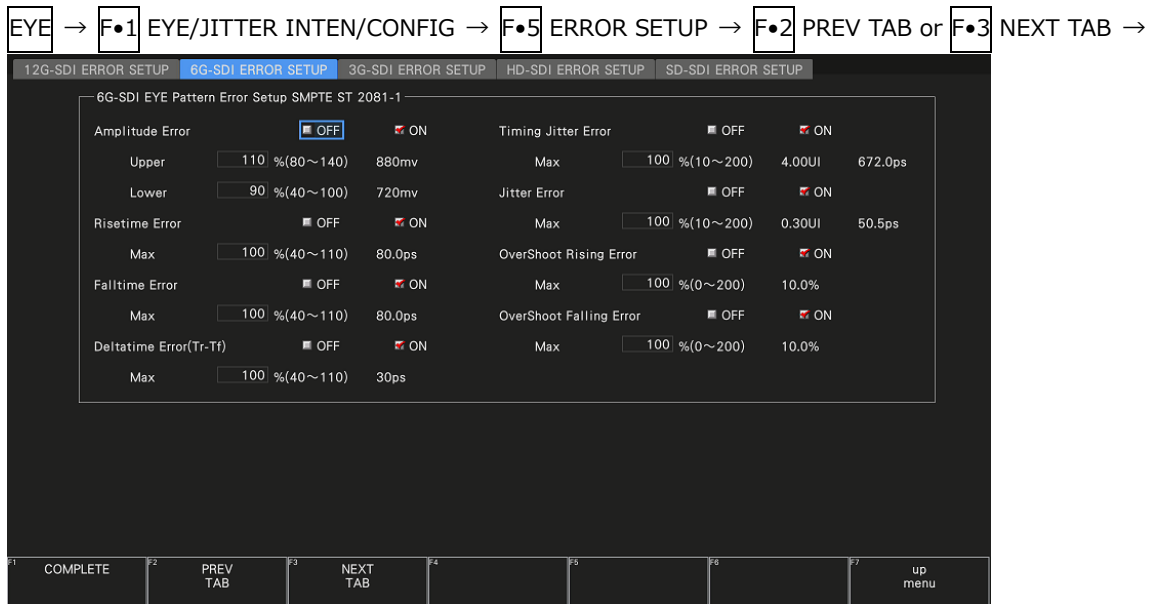 EYE → F•1 EYE/JITTER INTEN/CONFIG → F•5 ERROR SETUP → F•2 PREV TAB or F•3 NEXT TAB →
12G-SDI ERROR SETUP 6G-SDI ERROR SETUP 3G-SDI ERROR SETUP HD-SDI ERROR SETUP SD-SDI ERROR SETUP
6G-SDI EYE Pattern Error Setup SMPTE ST 2081-1
Amplitude Error OFF ON Timing Jitter Error OFF ON
Upper 110 %(80~140) 880mv Max 100 %(10~200) 4.00UI 672.0ps
Lower 90 %(40~100) 720mv Jitter Error OFF ON
Risetime Error OFF ON Max 100 %(10~200) 0.30UI 50.5ps
Max 100 %(40~110) 80.0ps OverShoot Rising Error OFF ON
Falltime Error OFF ON Max 100 %(0~200) 10.0%
Max 100 %(40~110) 80.0ps OverShoot Falling Error OFF ON
Deltatime Error(Tr-Tf) OFF ON Max 100 %(0~200) 10.0%
Max 100 %(40~110) 30ps
F1 COMPLETE F2 PREV TAB F3 NEXT TAB F4 F5 F6 F7 up menu